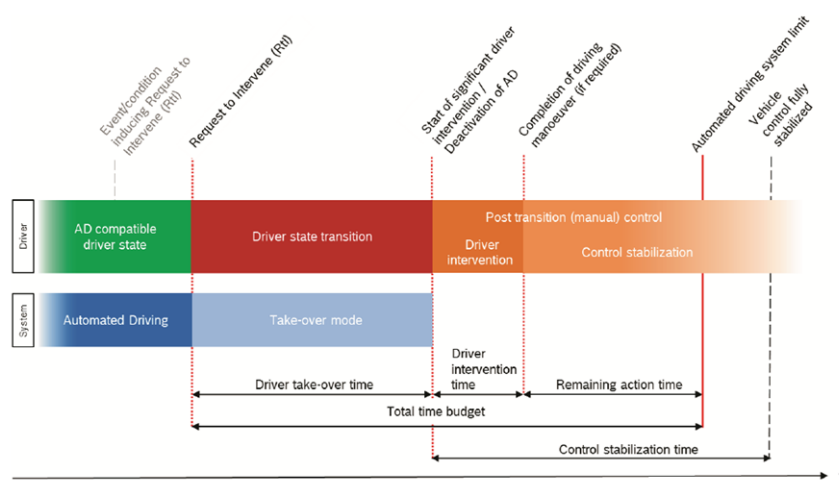 Event/condition
inducing Request to
Intervene (RtI)
Request to Intervene (RtI)
Start of significant driver
intervention /
Deactivation of AD
Completion of driving
manoeuver (if required)
Automated driving system limit
Vehicle
control fully
stabilized
Driver
AD compatible
driver state
Driver state transition
Post transition (manual) control
Driver
intervention
Control stabilization
System
Automated Driving
Take-over mode
Driver
intervention
time
Driver take-over time
Remaining action time
Total time budget
Control stabilization time